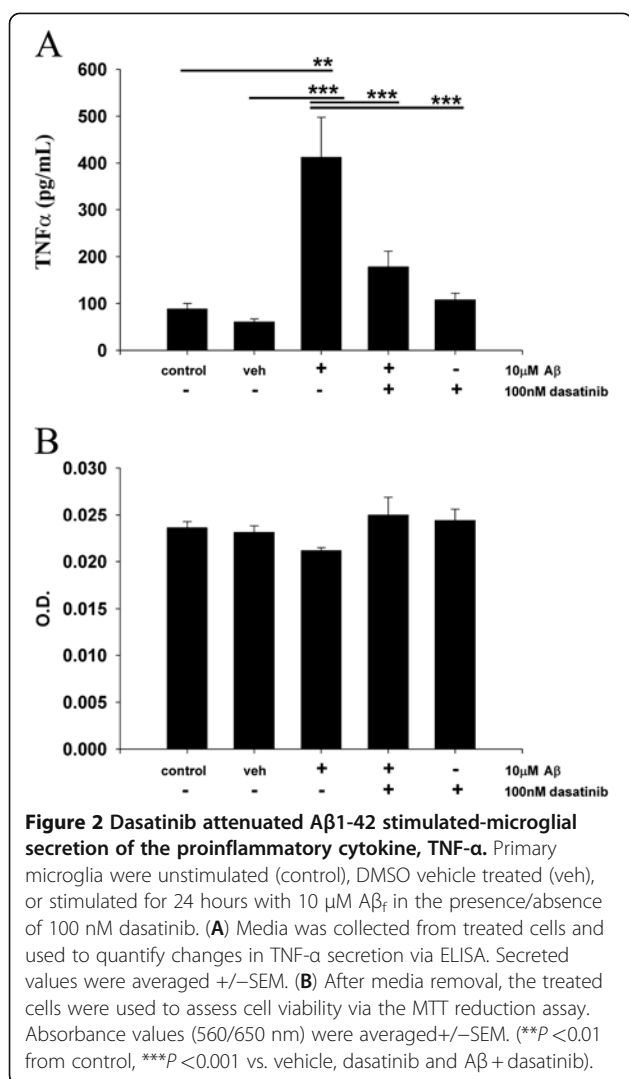 A
**
***
***
***
600
500
400
300
200
100
0
TNFα (pg/mL)
control veh + + - 10μM Aβ
- - - + + 100nM dasatinib
B
0.030
0.025
0.020
0.015
0.010
0.005
0.000
O.D.
control veh + + - 10μM Aβ
- - - + + 100nM dasatinib
Figure 2 Dasatinib attenuated Aβ1-42 stimulated-microglial
secretion of the proinflammatory cytokine, TNF-α. Primary
microglia were unstimulated (control), DMSO vehicle treated (veh),
or stimulated for 24 hours with 10 μM Aβf in the presence/absence
of 100 nM dasatinib. (A) Media was collected from treated cells and
used to quantify changes in TNF-α secretion via ELISA. Secreted
values were averaged +/−SEM. (B) After media removal, the treated
cells were used to assess cell viability via the MTT reduction assay.
Absorbance values (560/650 nm) were averaged+/−SEM. (**P <0.01
from control, ***P <0.001 vs. vehicle, dasatinib and Aβ + dasatinib).